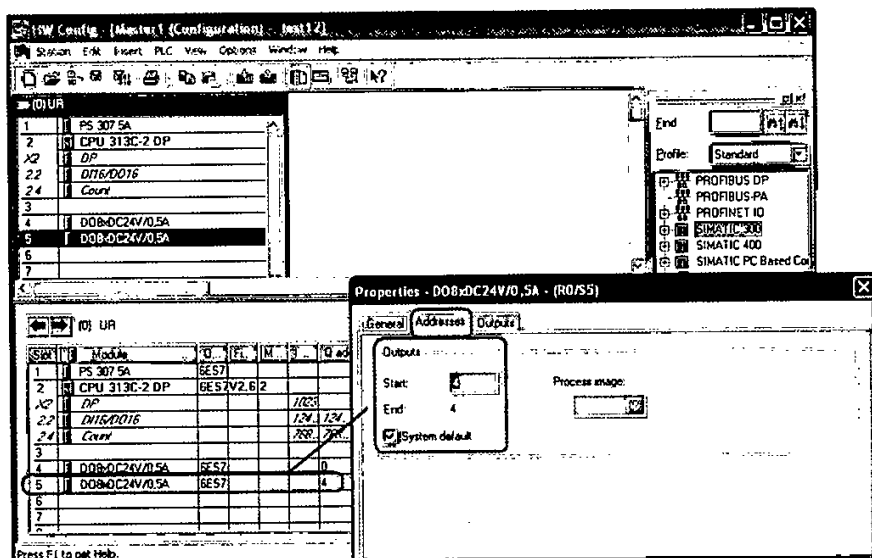 HW Config - [Master1 (Configuration) - test12]
Station Edit Insert PLC View Options Window Help
(0) UR
1 PS 307 5A
2 CPU 313C-2 DP
X2 DP
2.2 DI16/DO16
2.4 Count
3
4 DO8xDC24V/0,5A
5 DO8xDC24V/0,5A
6
7
Find
Profile: Standard
PROFIBUS DP
PROFIBUS-PA
PROFINET IO
SIMATIC 300
SIMATIC 400
SIMATIC PC Based Co
(0) UR
Slot Module O... Fi... M... Q ad
1 PS 307 5A 6ES7
2 CPU 313C-2 DP 6ES7 V2.6 2
X2 DP 1023
2.2 DI16/DO16 124... 124...
2.4 Count 768...
3
4 DO8xDC24V/0,5A 6ES7 0
5 DO8xDC24V/0,5A 6ES7 4
6
7
Press F1 to get Help.
Properties - DO8xDC24V/0,5A - (R0/S5)
General Addresses Outputs
Outputs
Start: 4
End: 4
System default
Process image: